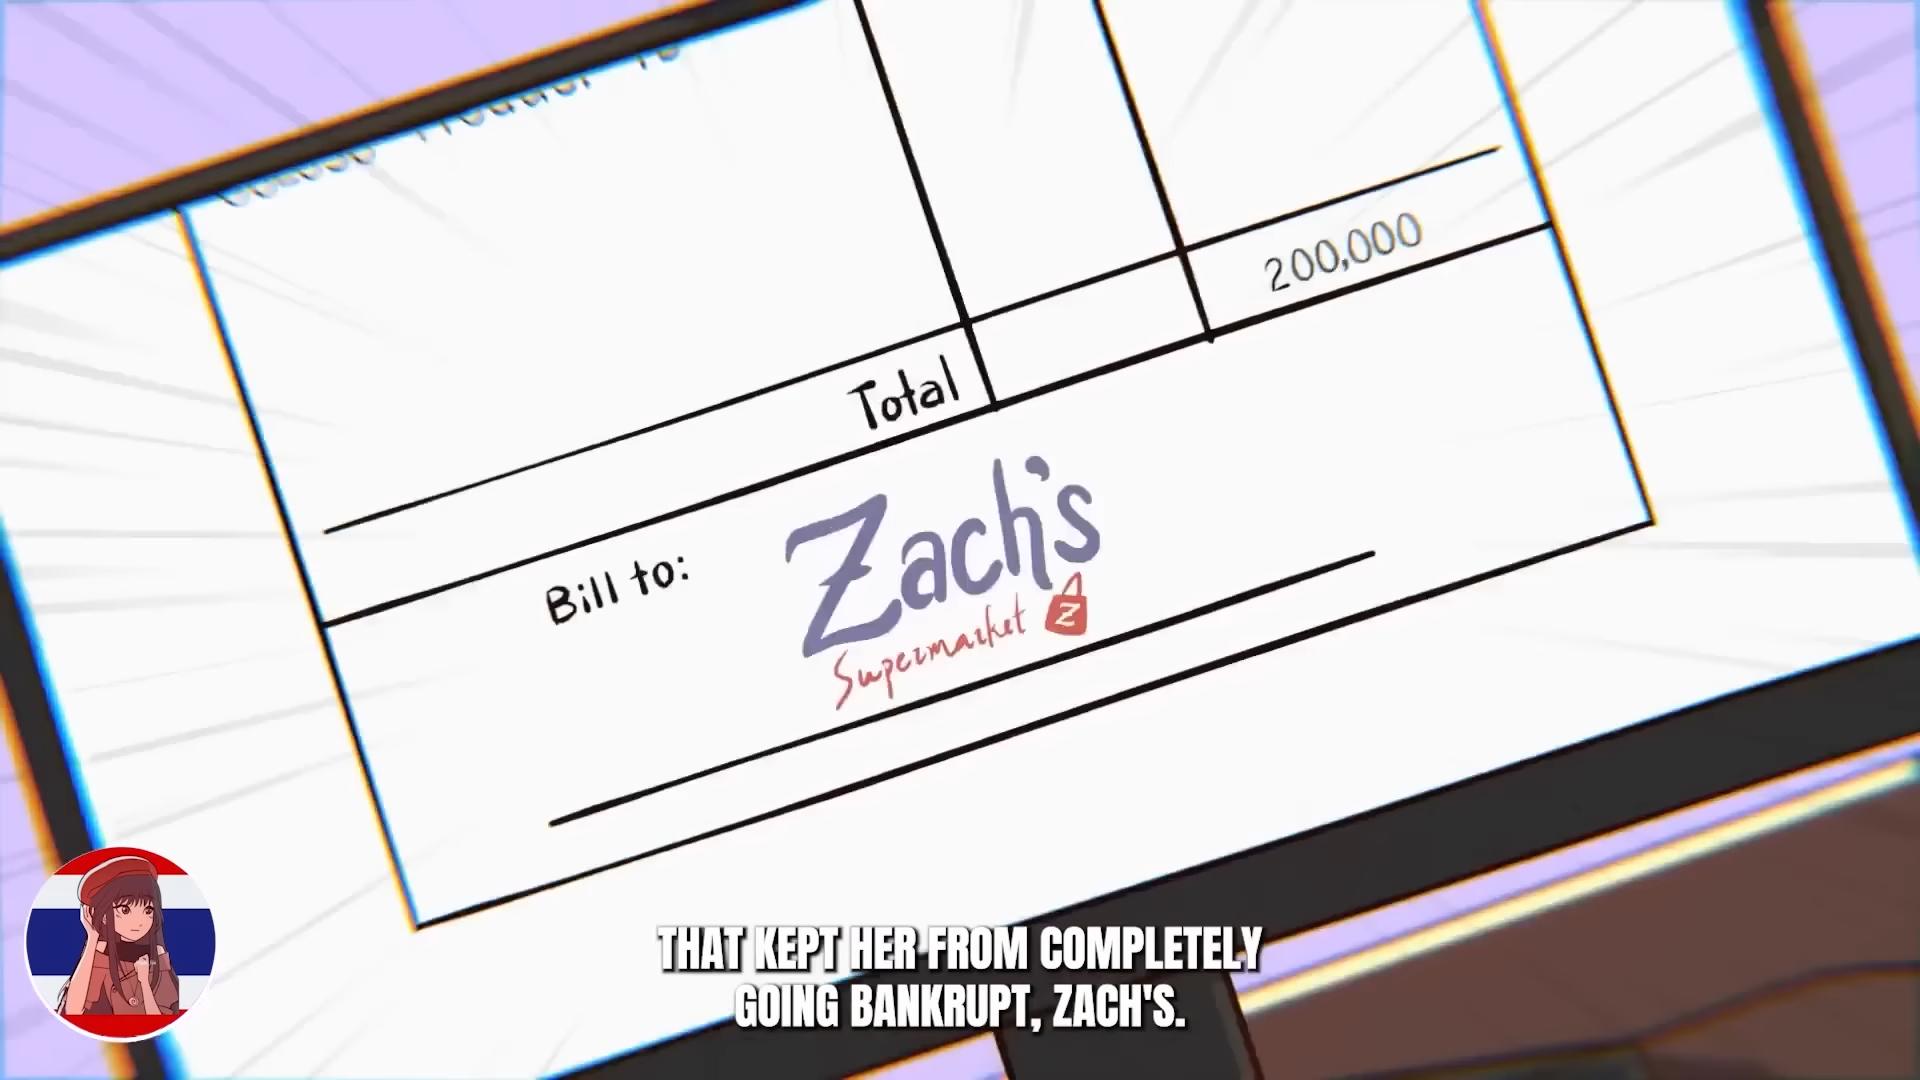 200,000
Total
Bill to:
Zach's
Supermarket Z
THAT KEPT HER FROM COMPLETELY
GOING BANKRUPT, ZACH'S.